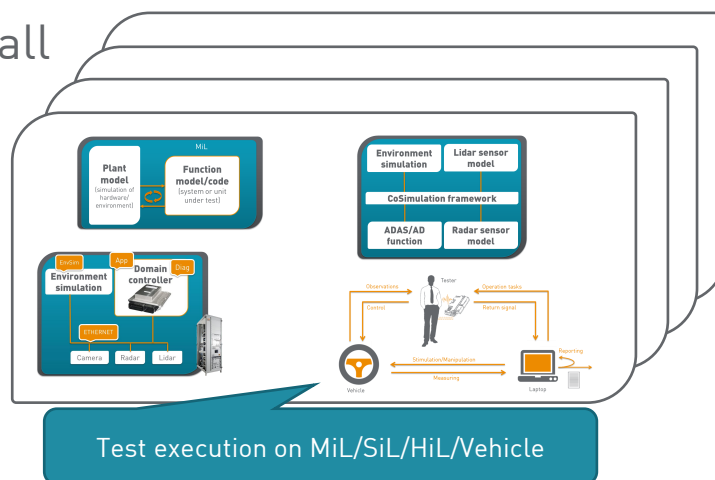 all
MiL
Plant
model
(simulation of
hardware/
environment)
Function
model/code
(system or unit
under test)
Environment
simulation
Lidar sensor
model
CoSimulation framework
ADAS/AD
function
Radar sensor
model
EnvSim
App
Diag
Environment
simulation
Domain
controller
ETHERNET
Camera
Radar
Lidar
Tester
Observations
Operation tasks
Control
Return signal
Reporting
Stimulation/Manipulation
Measuring
Vehicle
Laptop
Test execution on MiL/SiL/HiL/Vehicle